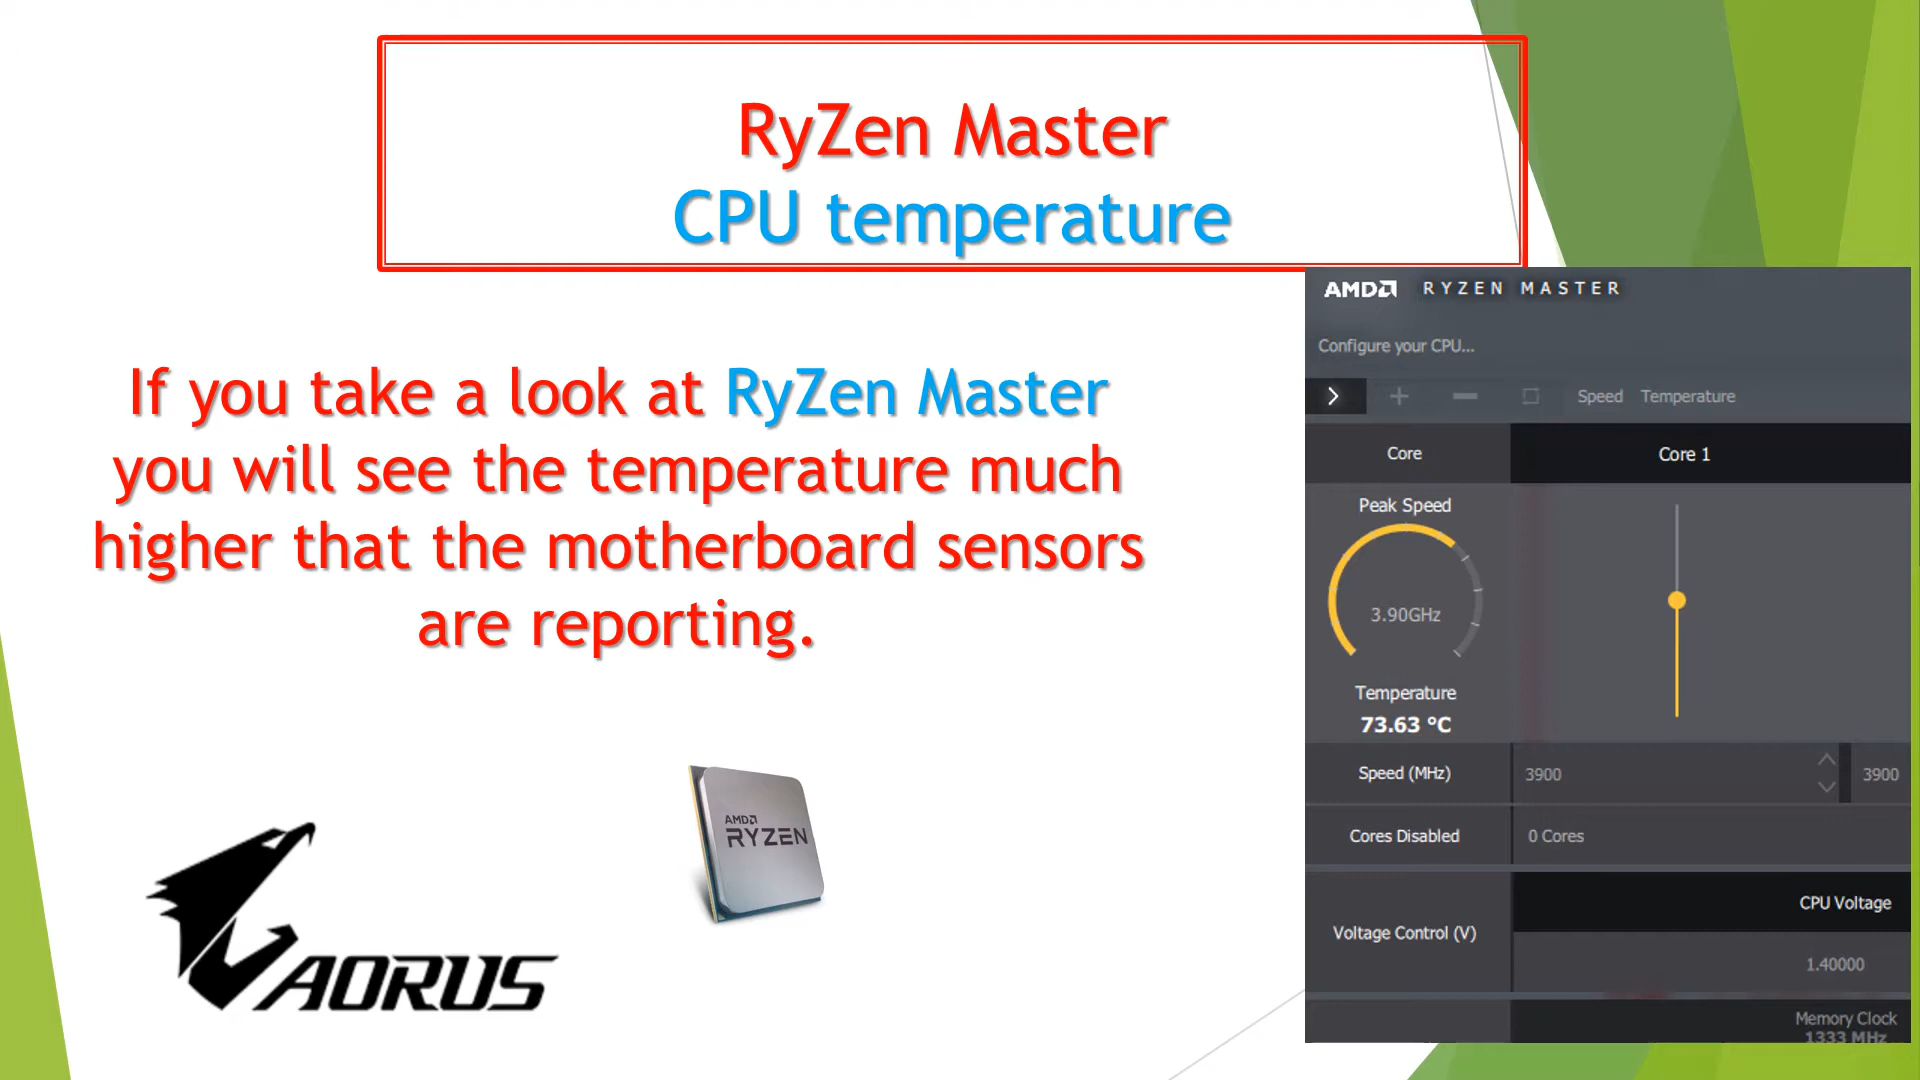 RyZen Master
CPU temperature
If you take a look at RyZen Master
you will see the temperature much
higher that the motherboard sensors
are reporting.
AMD RYZEN MASTER
Configure your CPU...
Speed Temperature
Core Core 1
Peak Speed
3.90GHz
Temperature
73.63 °C
Speed (MHz) 3900 3900
Cores Disabled 0 Cores
CPU Voltage
Voltage Control (V)
1.40000
Memory Clock
1333 MHz
AMD
RYZEN
AORUS